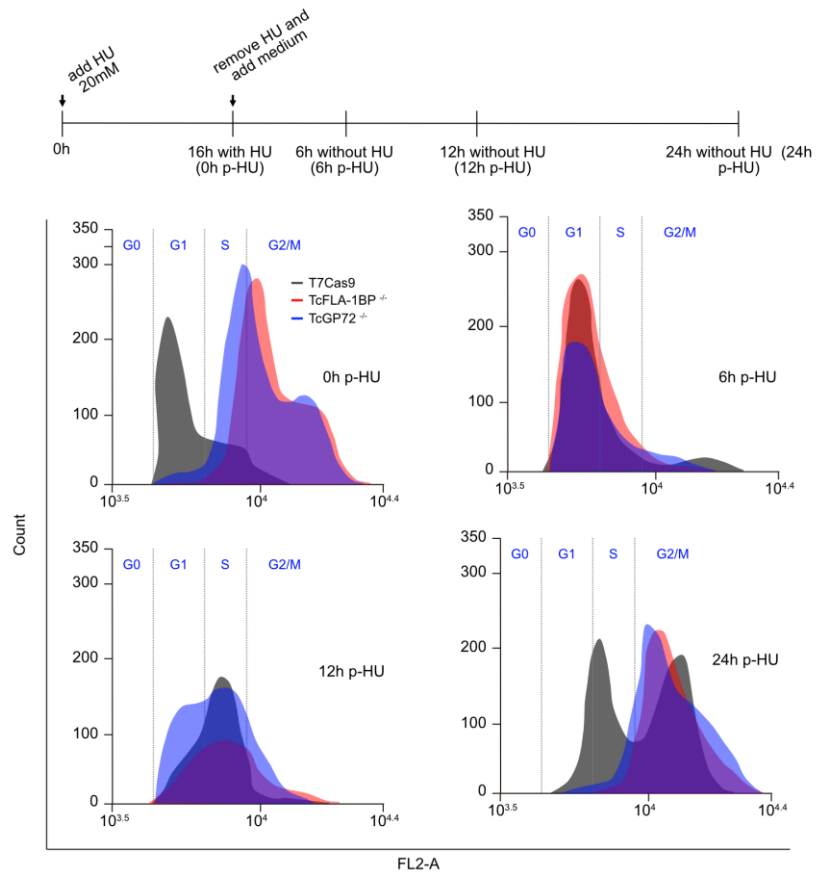 add HU
20mM
remove HU and
add medium
0h
16h with HU
(0h p-HU)
6h without HU
(6h p-HU)
12h without HU
(12h p-HU)
24h without HU (24h
p-HU)
350
300
200
100
0
G0 G1 S G2/M
T7Cas9
TcFLA-1BP -/-
TcGP72 -/-
0h p-HU
10^3.5 10^4 10^4.4
350
300
200
100
0
G0 G1 S G2/M
6h p-HU
10^3.5 10^4 10^4.4
350
300
200
100
0
G0 G1 S G2/M
12h p-HU
10^3.5 10^4 10^4.4
350
300
200
100
0
G0 G1 S G2/M
24h p-HU
10^3.5 10^4 10^4.4
Count
FL2-A